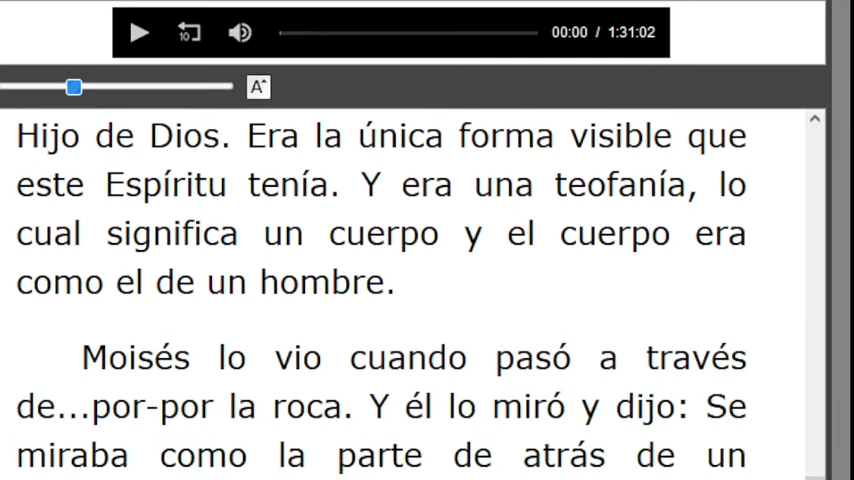 10
00:00 / 1:31:02
A
Hijo de Dios. Era la única forma visible que
este Espíritu tenía. Y era una teofanía, lo
cual significa un cuerpo y el cuerpo era
como el de un hombre.
Moisés lo vio cuando pasó a través
de...por-por la roca. Y él lo miró y dijo: Se
miraba como la parte de atrás de un